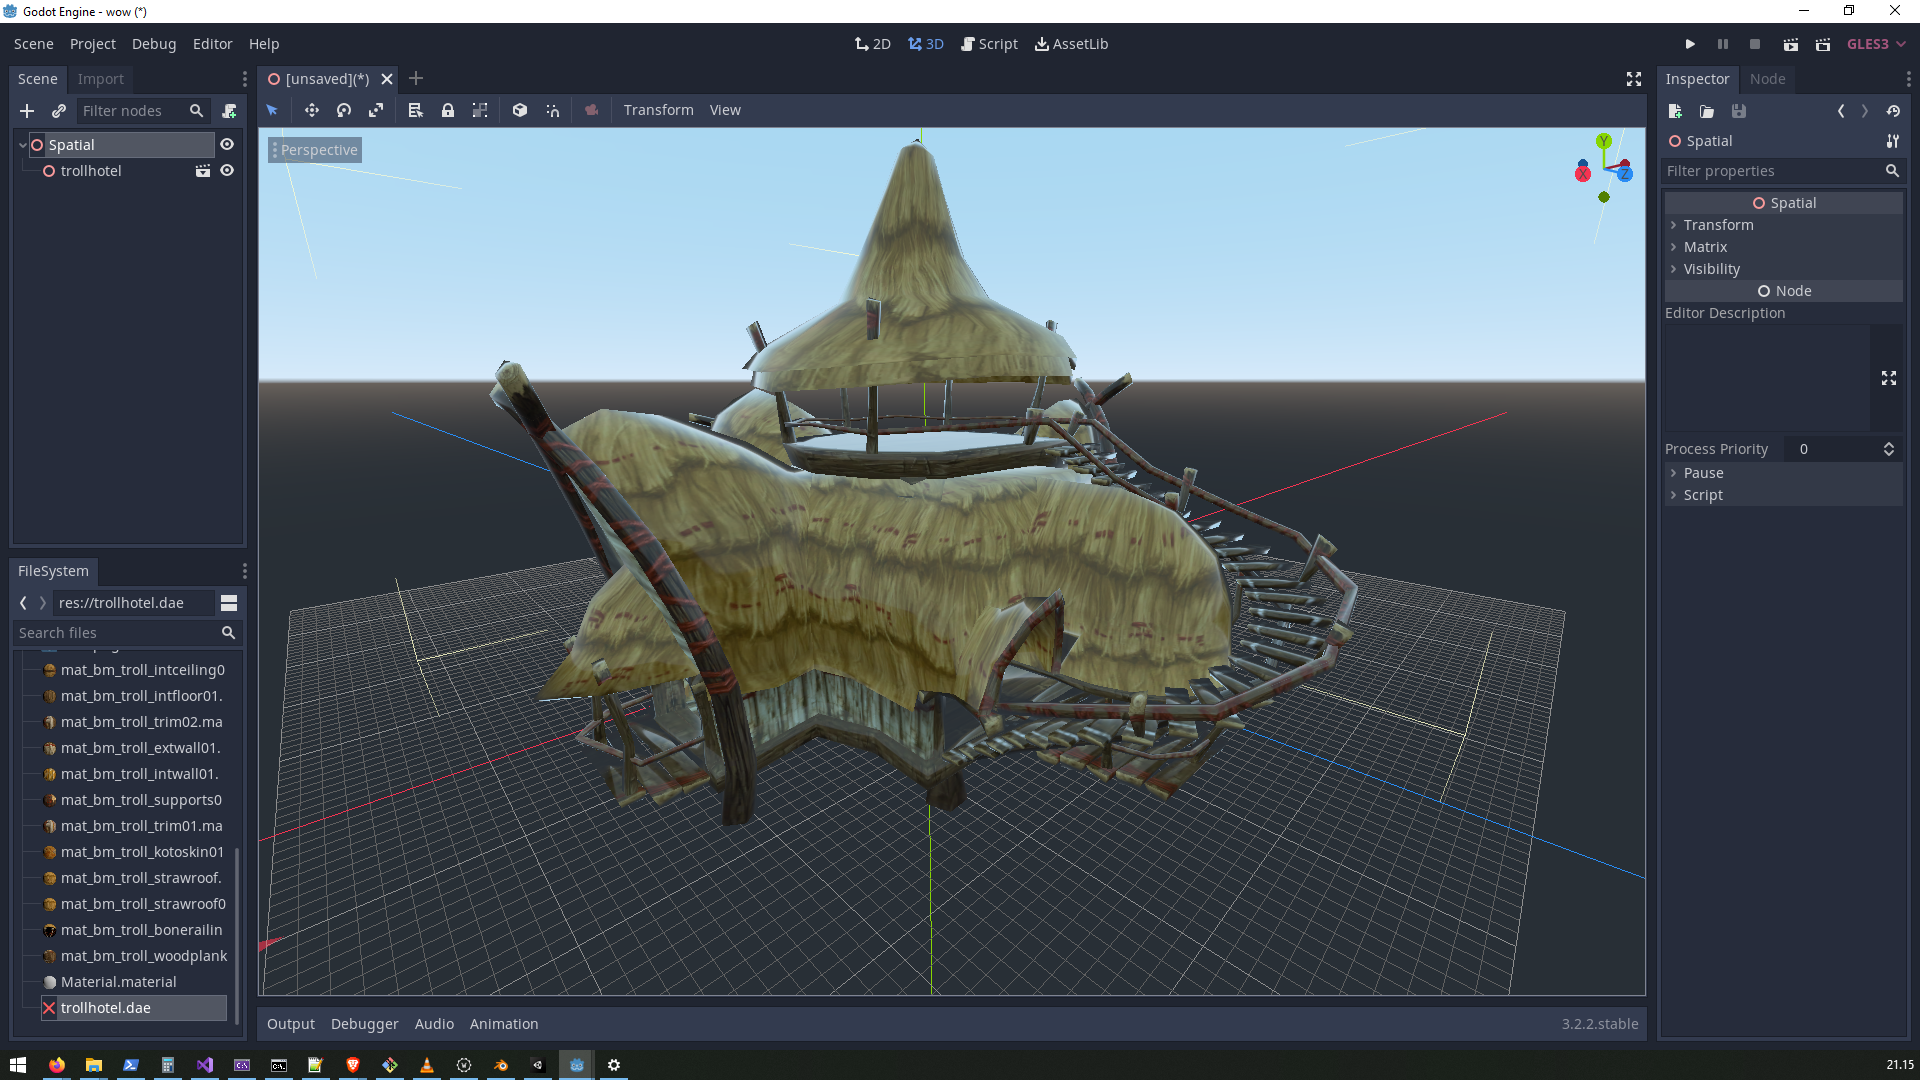 Godot Engine - wow (*)
Scene Project Debug Editor Help
2D 3D Script AssetLib
GLES3
Scene Import
[unsaved](*)
Inspector Node
Filter nodes
Transform View
Spatial
trollhotel
Perspective
Y
X
Z
Spatial
Filter properties
Spatial
Transform
Matrix
Visibility
Node
Editor Description
Process Priority 0
Pause
Script
FileSystem
res://trollhotel.dae
Search files
mat_bm_troll_intceiling0
mat_bm_troll_intfloor01.
mat_bm_troll_trim02.ma
mat_bm_troll_extwall01.
mat_bm_troll_intwall01.
mat_bm_troll_supports0
mat_bm_troll_trim01.ma
mat_bm_troll_kotoskin01
mat_bm_troll_strawroof.
mat_bm_troll_strawroof0
mat_bm_troll_bonerailin
mat_bm_troll_woodplank
Material.material
trollhotel.dae
Output Debugger Audio Animation
3.2.2.stable
21.15